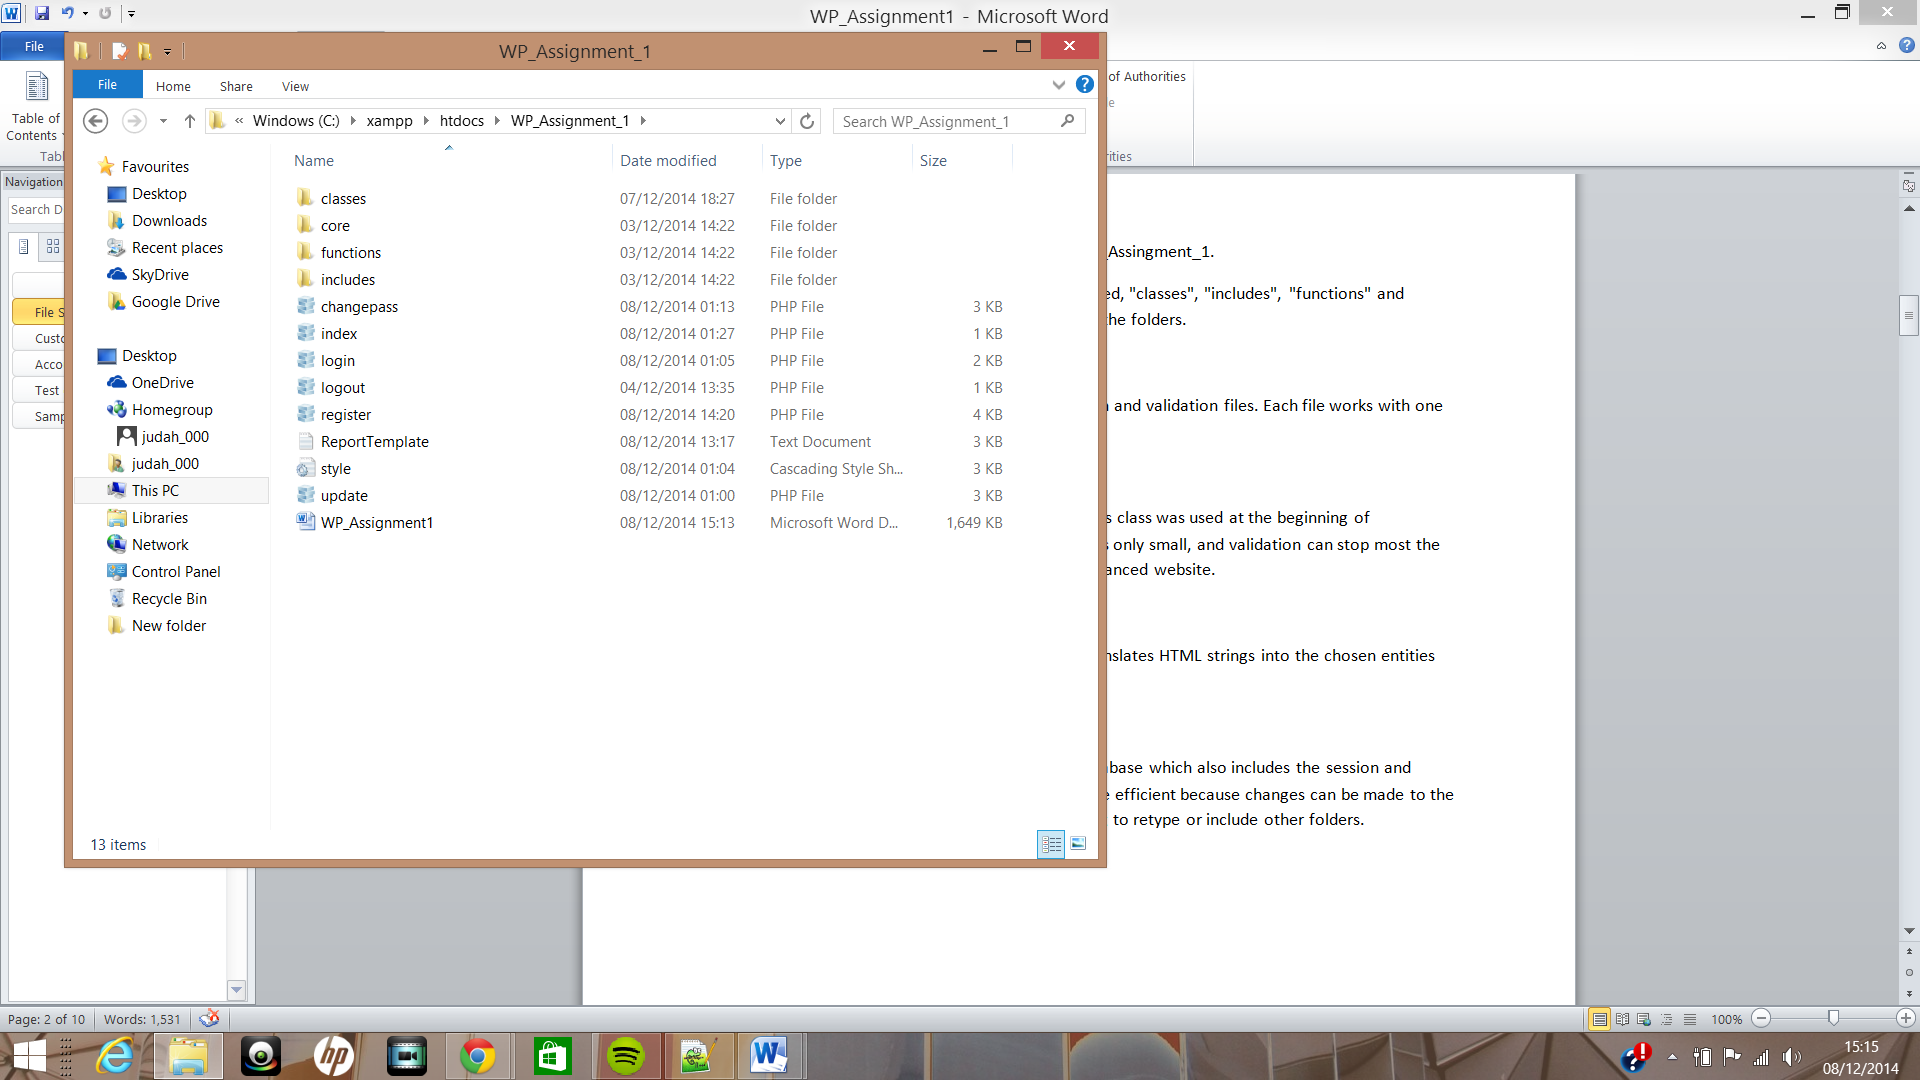 WP_Assignment1 - Microsoft Word
File
Table of
Contents
of Authorities
WP_Assignment_1
File Home Share View
« Windows (C:) xampp htdocs WP_Assignment_1
Search WP_Assignment_1
Name Date modified Type Size
Favourites
Desktop
Downloads
Recent places
SkyDrive
Google Drive
Desktop
OneDrive
Homegroup
judah_000
judah_000
This PC
Libraries
Network
Control Panel
Recycle Bin
New folder
classes 07/12/2014 18:27 File folder
core 03/12/2014 14:22 File folder
functions 03/12/2014 14:22 File folder
includes 03/12/2014 14:22 File folder
changepass 08/12/2014 01:13 PHP File 3 KB
index 08/12/2014 01:27 PHP File 1 KB
login 08/12/2014 01:05 PHP File 2 KB
logout 04/12/2014 13:35 PHP File 1 KB
register 08/12/2014 14:20 PHP File 4 KB
ReportTemplate 08/12/2014 13:17 Text Document 3 KB
style 08/12/2014 01:04 Cascading Style Sh... 3 KB
update 08/12/2014 01:00 PHP File 3 KB
WP_Assignment1 08/12/2014 15:13 Microsoft Word D... 1,649 KB
13 items
Navigation
Search D
File S
Custo
Acco
Test
Samp
_Assingment_1.
ed, "classes", "includes", "functions" and
the folders.
and validation files. Each file works with one
s class was used at the beginning of
s only small, and validation can stop most the
anced website.
nslates HTML strings into the chosen entities
base which also includes the session and
e efficient because changes can be made to the
to retype or include other folders.
Page: 2 of 10 Words: 1,531
100%
hp
15:15
08/12/2014